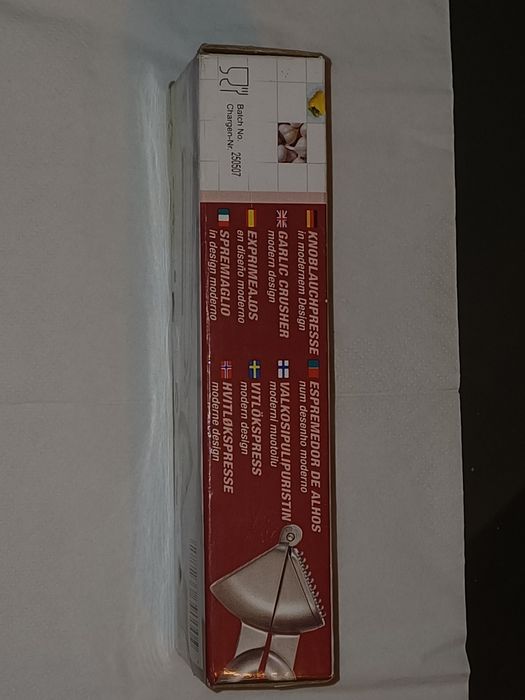 Batch No.
Chargen-Nr. 250507
KNOBLAUCHPRESSE
in modernem Design
GARLIC CRUSHER
modern design
EXPRIMEAJOS
en diseño moderno
SPREMIAGLIO
in design moderno
ESPREMEDOR DE ALHOS
num desenho moderno
VALKOSIPULIPURISTIN
moderni muotoilu
VITLÖKSPRESS
modern design
HVITLØKSPRESSE
moderne design